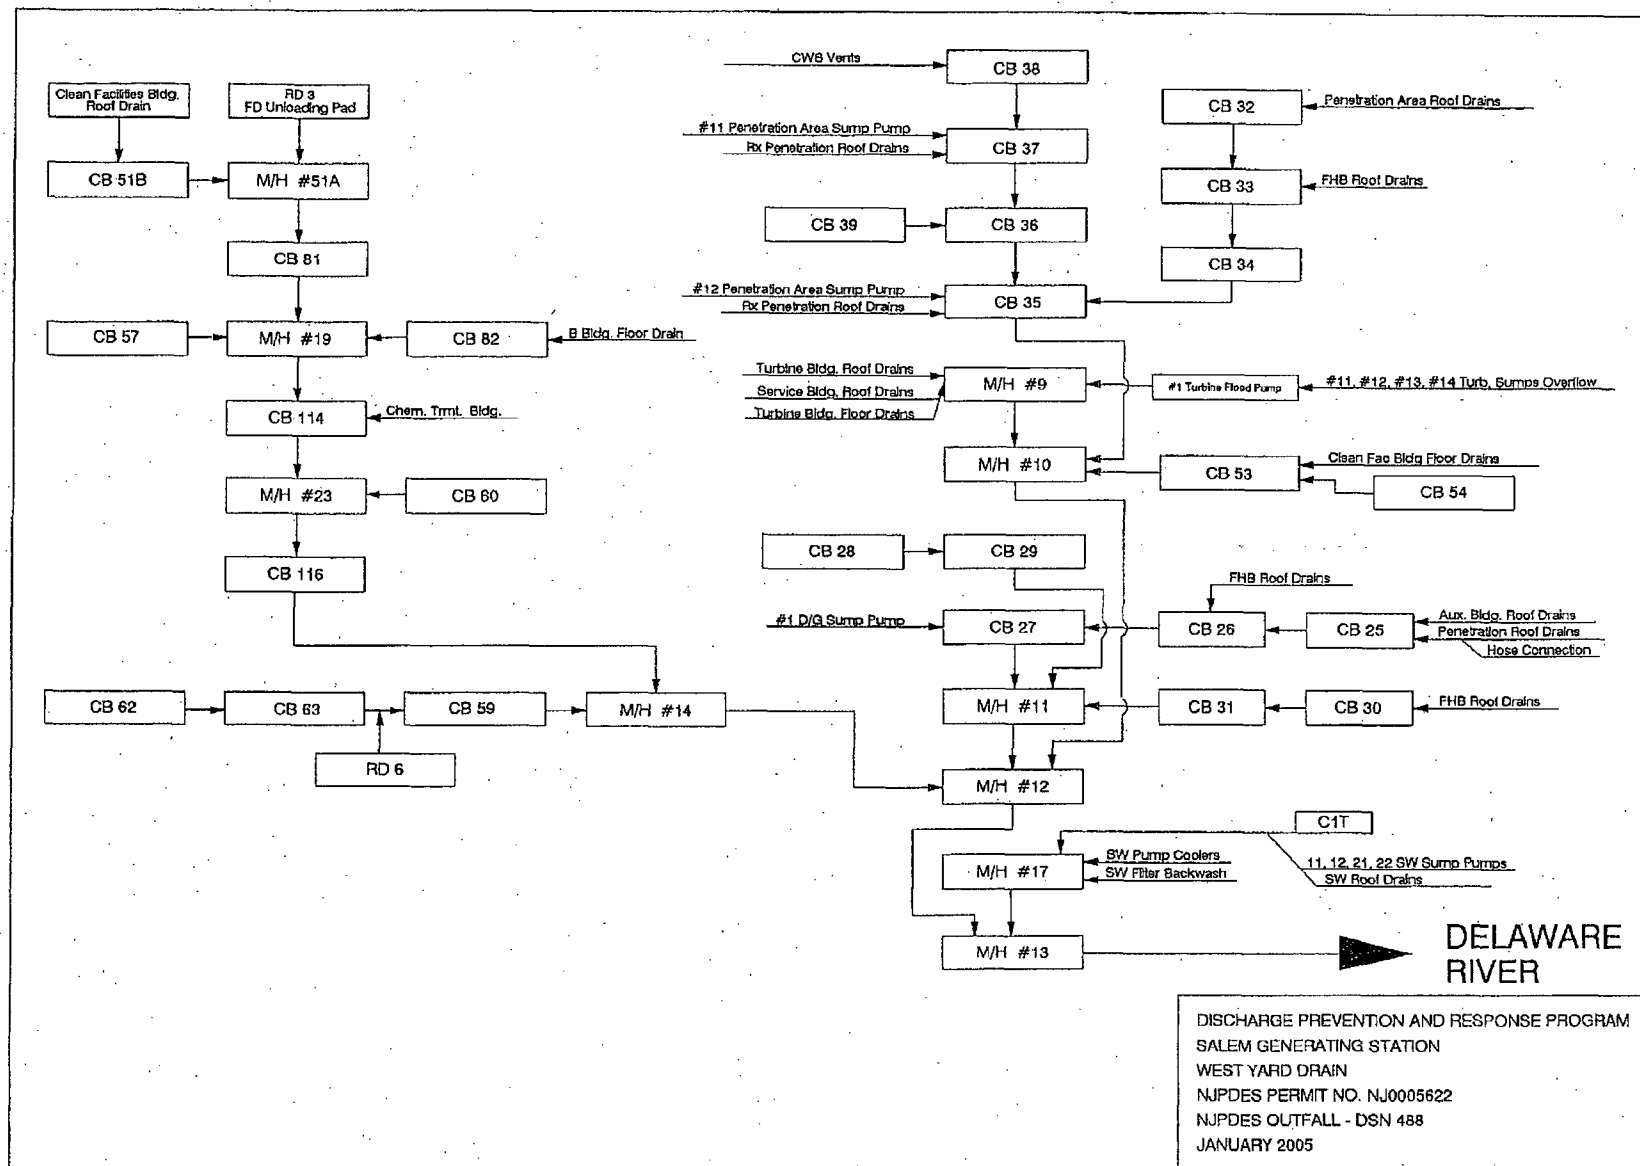 CWS Vents
CB 38
Clean Facilities Bldg.
Roof Drain
RD 3
FD Unloading Pad
CB 32
Penetration Area Roof Drains
#11 Penetration Area Sump Pump
Rx Penetration Roof Drains
CB 37
CB 51B
M/H #51A
CB 33
FHB Roof Drains
CB 39
CB 36
CB 81
CB 34
#12 Penetration Area Sump Pump
Rx Penetration Roof Drains
CB 35
CB 57
M/H #19
CB 82
B Bldg. Floor Drain
Turbine Bldg. Roof Drains
Service Bldg. Roof Drains
Turbine Bldg. Floor Drains
M/H #9
#1 Turbine Flood Pump
#11, #12, #13, #14 Turb. Sumps Overflow
CB 114
Chem. Trmt. Bldg.
M/H #10
CB 53
Clean Fac Bldg Floor Drains
CB 54
M/H #23
CB 60
CB 28
CB 29
CB 116
FHB Roof Drains
#1 D/G Sump Pump
CB 27
CB 26
CB 25
Aux. Bldg. Roof Drains
Penetration Roof Drains
Hose Connection
CB 62
CB 63
CB 59
M/H #14
M/H #11
CB 31
CB 30
FHB Roof Drains
RD 6
M/H #12
C1T
M/H #17
SW Pump Coolers
SW Filter Backwash
11, 12, 21, 22 SW Sump Pumps
SW Roof Drains
M/H #13
DELAWARE
RIVER
DISCHARGE PREVENTION AND RESPONSE PROGRAM
SALEM GENERATING STATION
WEST YARD DRAIN
NJPDES PERMIT NO. NJ0005622
NJPDES OUTFALL - DSN 488
JANUARY 2005